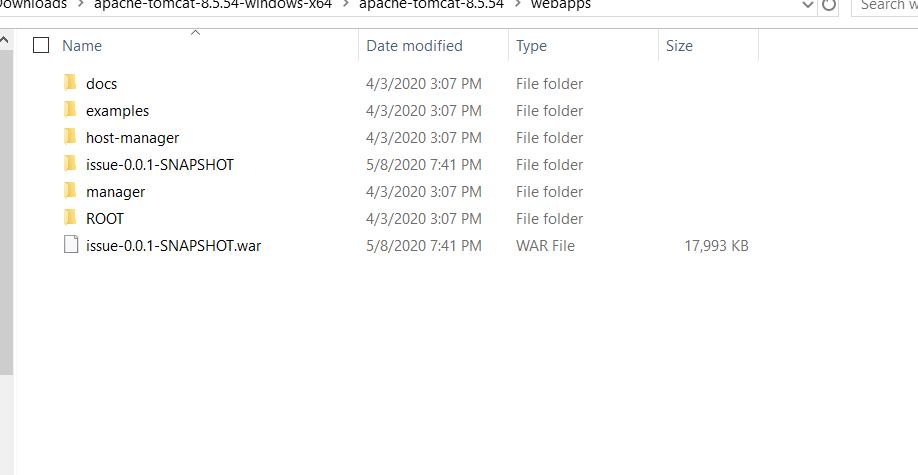 ownloads > apache-tomcat-8.5.54-windows-x64 > apache-tomcat-8.5.54 > webapps Search w
Name Date modified Type Size
docs 4/3/2020 3:07 PM File folder
examples 4/3/2020 3:07 PM File folder
host-manager 4/3/2020 3:07 PM File folder
issue-0.0.1-SNAPSHOT 5/8/2020 7:41 PM File folder
manager 4/3/2020 3:07 PM File folder
ROOT 4/3/2020 3:07 PM File folder
issue-0.0.1-SNAPSHOT.war 5/8/2020 7:41 PM WAR File 17,993 KB